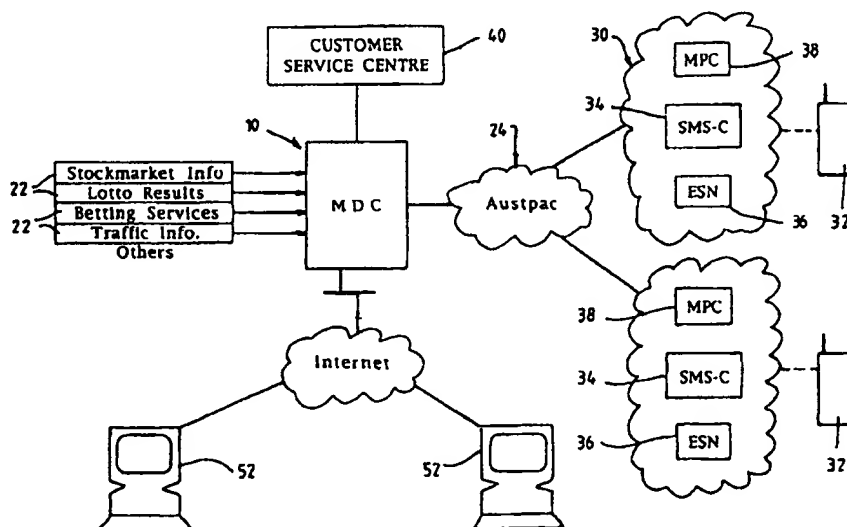 CUSTOMER
SERVICE CENTRE
40
30
MPC
38
34
SMS-C
10
24
22
Stockmarket Info
Lotto Results
Betting Services
22
Traffic Info.
Others
MDC
Austpac
ESN
36
32
38
MPC
Internet
34
SMS-C
36
ESN
32
52
52